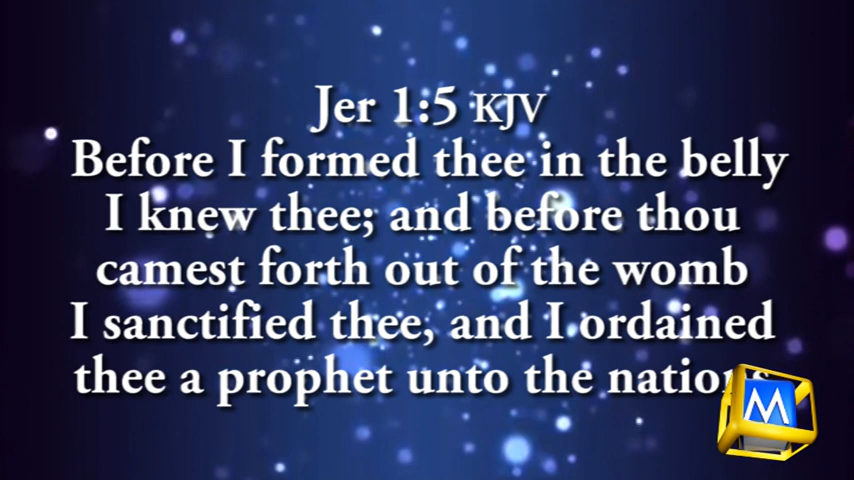 Jer 1:5 KJV
Before I formed thee in the belly
I knew thee; and before thou
camest forth out of the womb
I sanctified thee, and I ordained
thee a prophet unto the nations
M